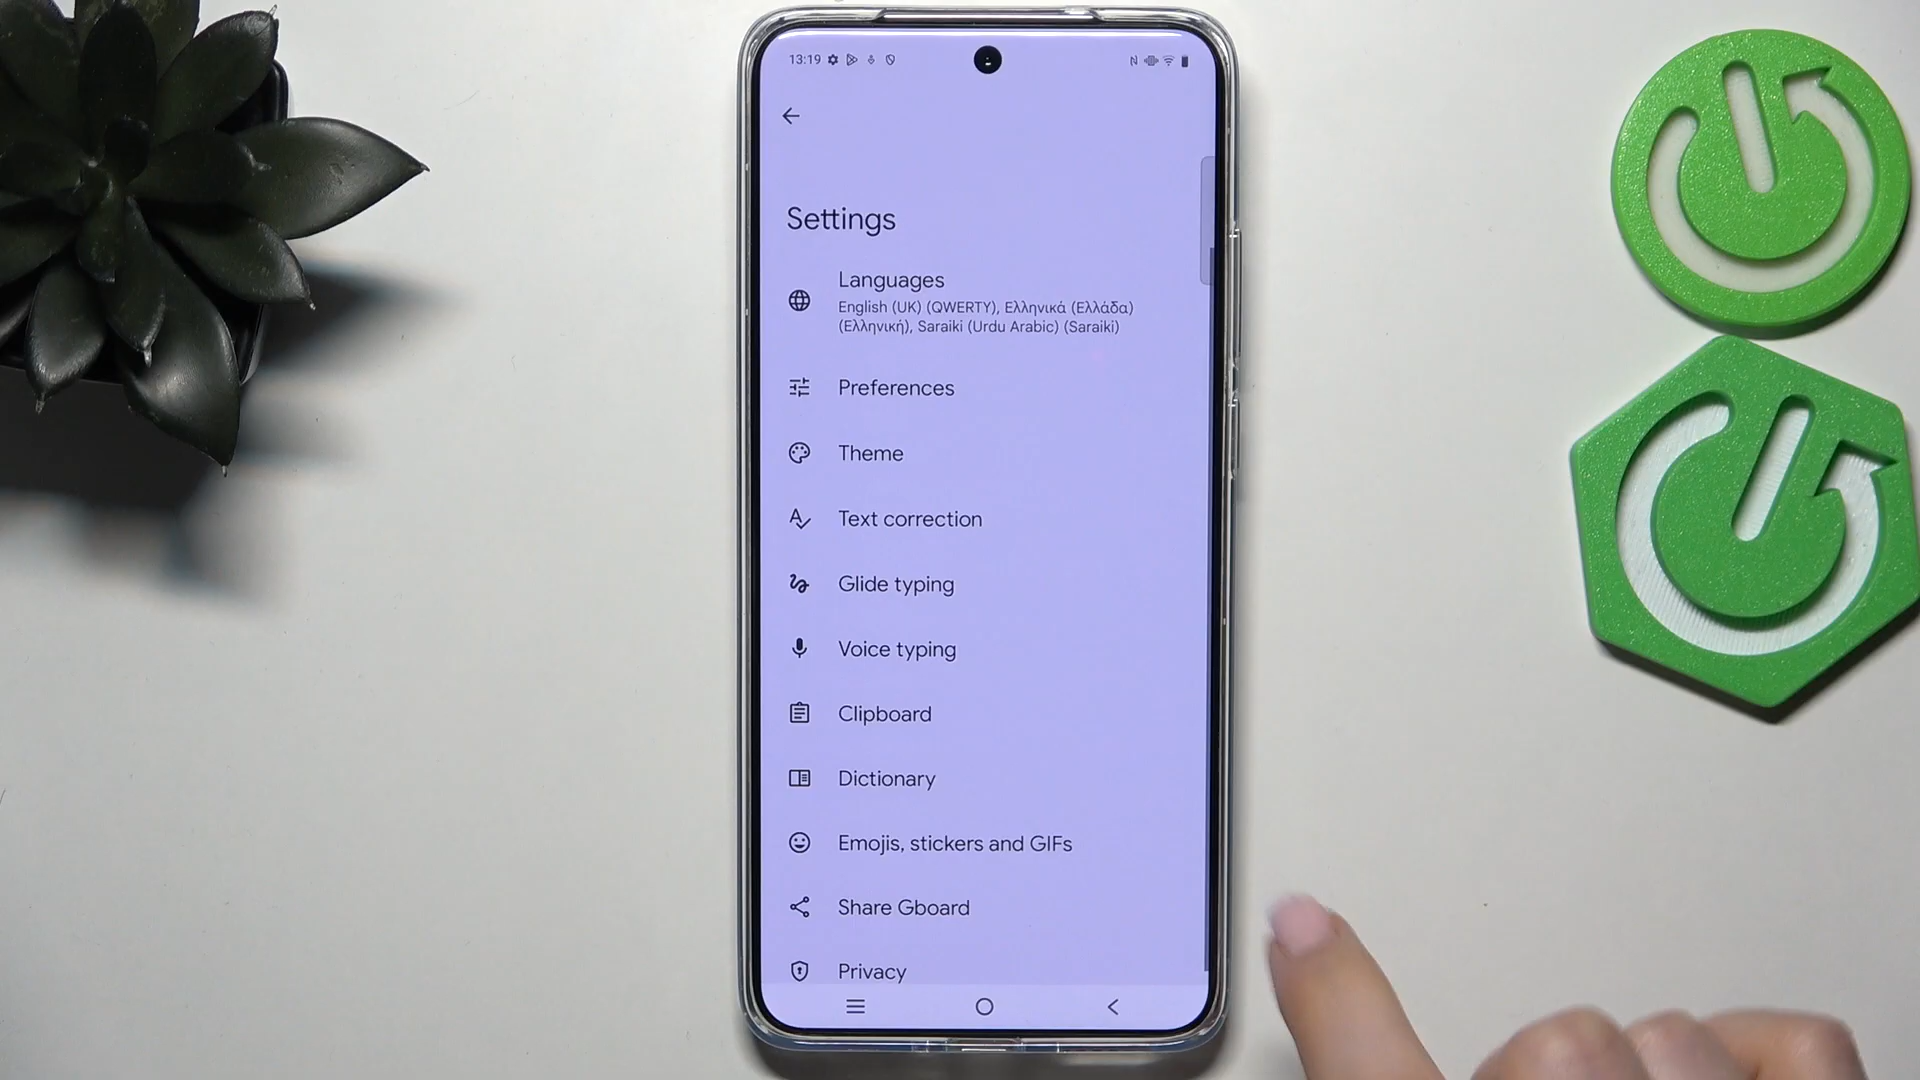 13:19
Settings
Languages
English (UK) (QWERTY), Ελληνικά (Ελλάδα)
(Ελληνική), Saraiki (Urdu Arabic) (Saraiki)
Preferences
Theme
Text correction
Glide typing
Voice typing
Clipboard
Dictionary
Emojis, stickers and GIFs
Share Gboard
Privacy